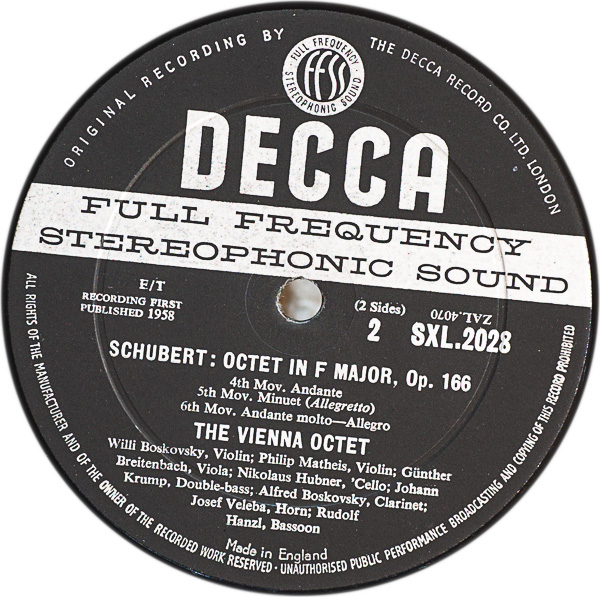 ORIGINAL RECORDING BY
THE DECCA RECORD CO. LTD. LONDON
FULL FREQUENCY
FFSS
STEREOPHONIC SOUND
DECCA
FULL FREQUENCY
STEREOPHONIC SOUND
E/T
RECORDING FIRST
PUBLISHED 1958
(2 Sides)
ZAL.4070
2 SXL.2028
SCHUBERT: OCTET IN F MAJOR, Op. 166
4th Mov. Andante
5th Mov. Minuet (Allegretto)
6th Mov. Andante molto—Allegro
THE VIENNA OCTET
Willi Boskovsky, Violin; Philip Matheis, Violin; Günther
Breitenbach, Viola; Nikolaus Hubner, 'Cello; Johann
Krump, Double-bass; Alfred Boskovsky, Clarinet;
Josef Veleba, Horn; Rudolf
Hanzl, Bassoon
Made in England
ALL RIGHTS OF THE MANUFACTURER AND OF THE OWNER OF THE RECORDED WORK RESERVED · UNAUTHORISED PUBLIC PERFORMANCE BROADCASTING AND COPYING OF THIS RECORD PROHIBITED